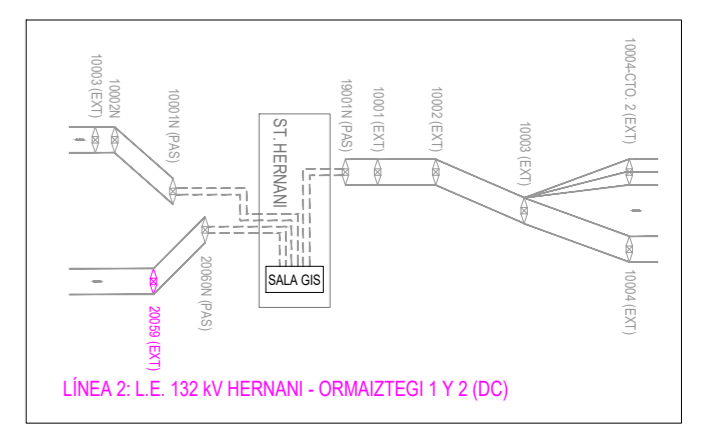 10003 (EXT)
10002N
10001N (PAS)
ST. HERNANI
19001N (PAS)
10001 (EXT)
10002 (EXT)
10003 (EXT)
10004-CTO. 2 (EXT)
SALA GIS
20060N (PAS)
20059 (EXT)
10004 (EXT)
LÍNEA 2: L.E. 132 kV HERNANI - ORMAIZTEGI 1 Y 2 (DC)